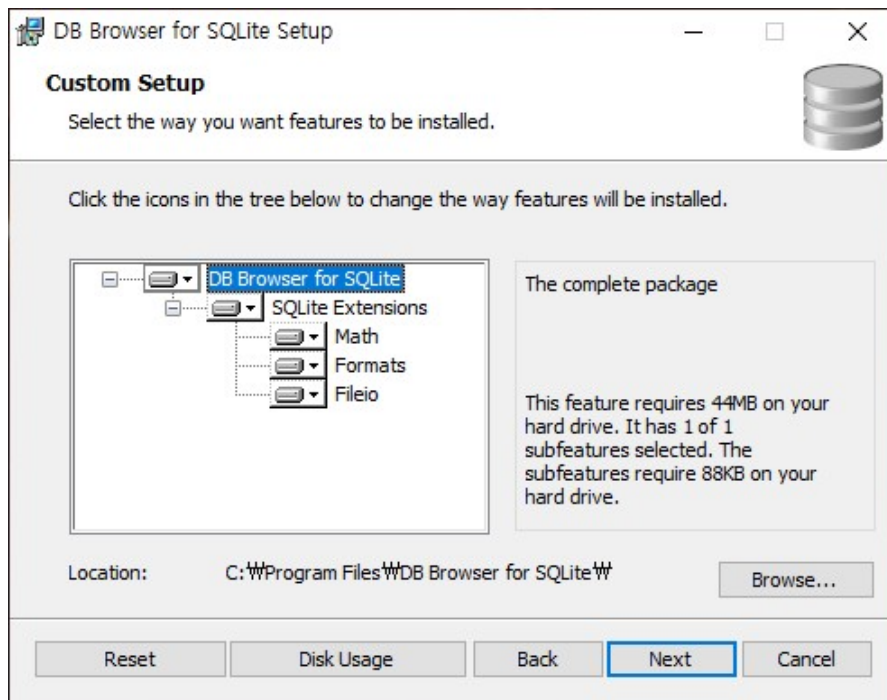 DB Browser for SQLite Setup
Custom Setup
Select the way you want features to be installed.
Click the icons in the tree below to change the way features will be installed.
DB Browser for SQLite
SQLite Extensions
Math
Formats
Fileio
The complete package
This feature requires 44MB on your
hard drive. It has 1 of 1
subfeatures selected. The
subfeatures require 88KB on your
hard drive.
Location: C:₩Program Files₩DB Browser for SQLite₩
Browse...
Reset Disk Usage Back Next Cancel